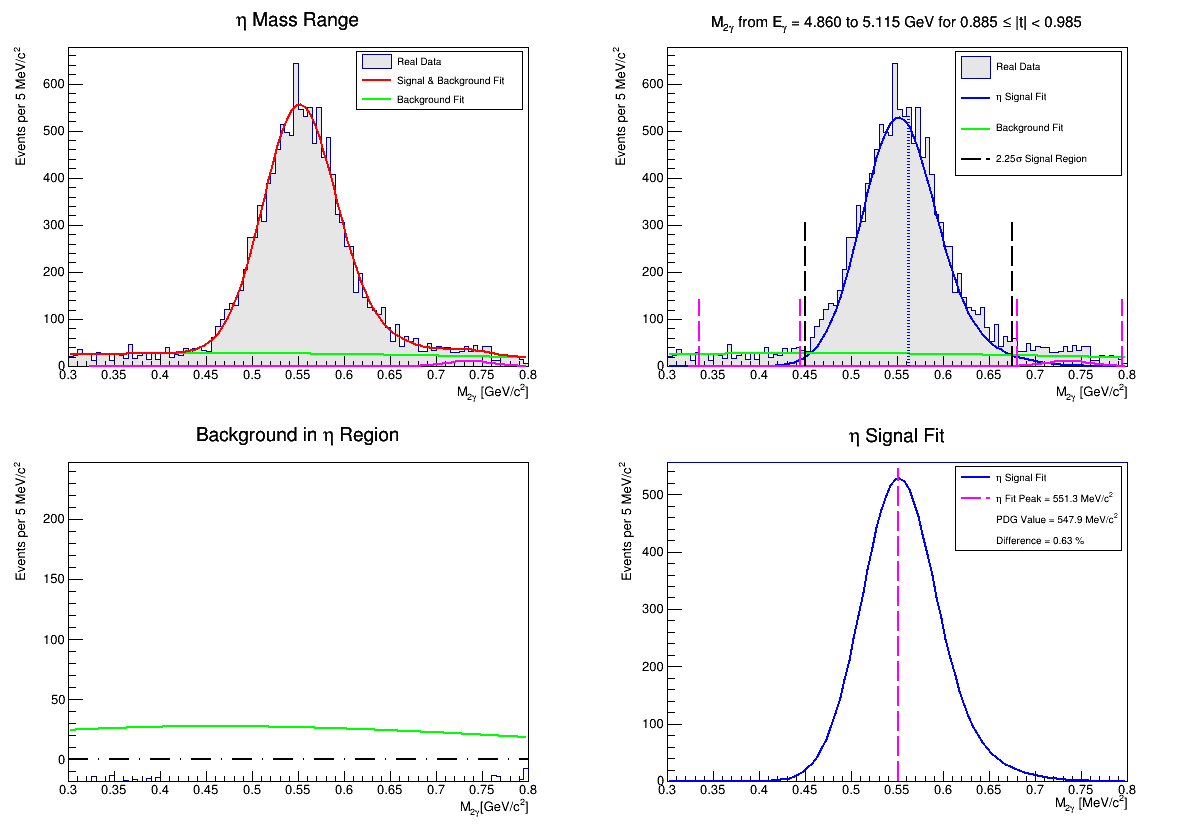 η Mass Range
Events per 5 MeV/c²
600
500
400
300
200
100
0
0.3 0.35 0.4 0.45 0.5 0.55 0.6 0.65 0.7 0.75 0.8
M₂γ [GeV/c²]
Real Data
Signal & Background Fit
Background Fit
M₂γ from Eγ = 4.860 to 5.115 GeV for 0.885 ≤ |t| < 0.985
Events per 5 MeV/c²
600
500
400
300
200
100
0
0.3 0.35 0.4 0.45 0.5 0.55 0.6 0.65 0.7 0.75 0.8
M₂γ [GeV/c²]
Real Data
η Signal Fit
Background Fit
2.25σ Signal Region
Background in η Region
Events per 5 MeV/c²
200
150
100
50
0
0.3 0.35 0.4 0.45 0.5 0.55 0.6 0.65 0.7 0.75 0.8
M₂γ[GeV/c²]
η Signal Fit
Events per 5 MeV/c²
500
400
300
200
100
0
0.3 0.35 0.4 0.45 0.5 0.55 0.6 0.65 0.7 0.75 0.8
M₂γ [MeV/c²]
η Signal Fit
η Fit Peak = 551.3 MeV/c²
PDG Value = 547.9 MeV/c²
Difference = 0.63 %